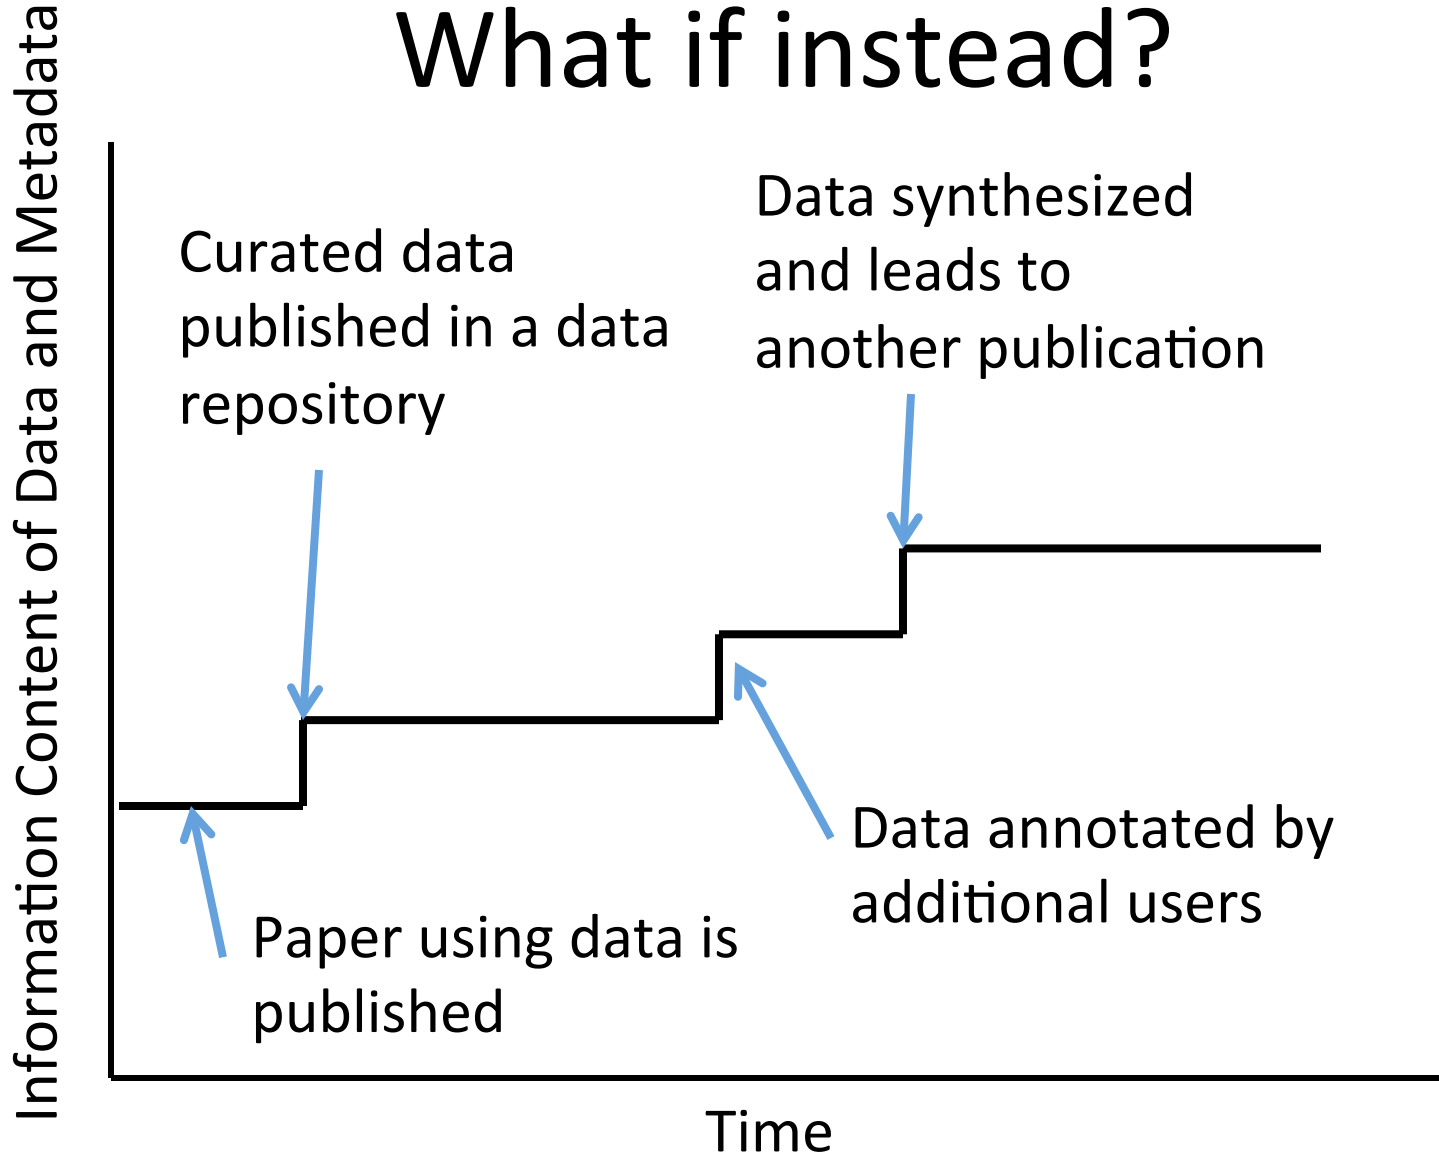 What if instead?
Information Content of Data and Metadata
Curated data
published in a data
repository
Data synthesized
and leads to
another publication
Paper using data is
published
Data annotated by
additional users
Time